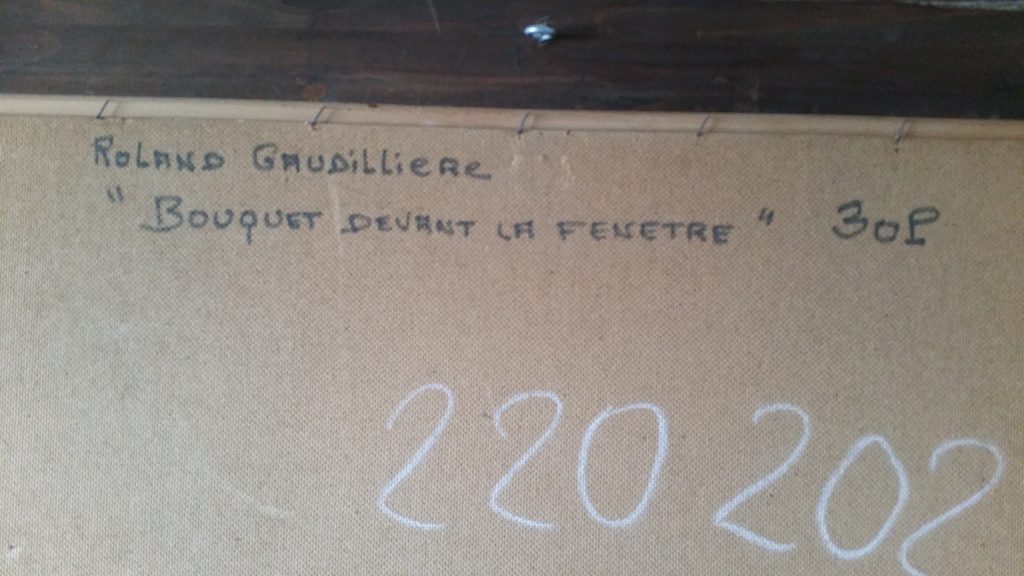 Roland Gaudilliere
" Bouquet devant la fenetre " 30P
220 202